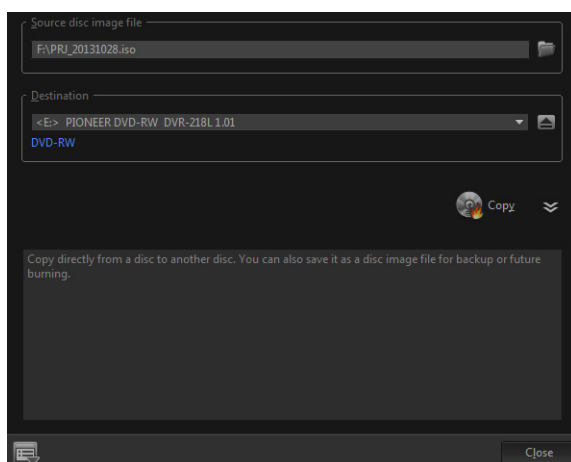 Source disc image file
F:\PRJ_20131028.iso
Destination
<E:> PIONEER DVD-RW DVR-218L 1.01
DVD-RW
Copy
Copy directly from a disc to another disc. You can also save it as a disc image file for backup or future
burning.
Close